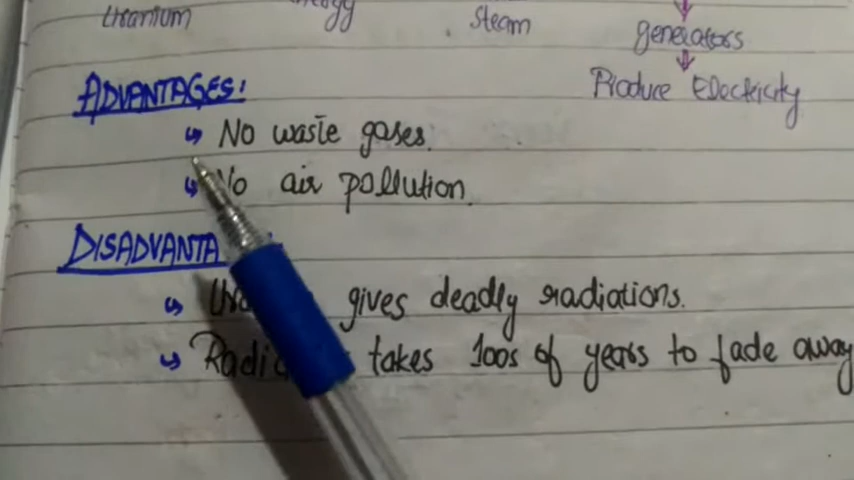 Uranium
Steam
generators
Produce Electricity
ADVANTAGES:
↳ No waste gases.
↳ No air pollution.
DISADVANTA
↳ gives deadly radiations.
↳ takes 100s of years to fade away